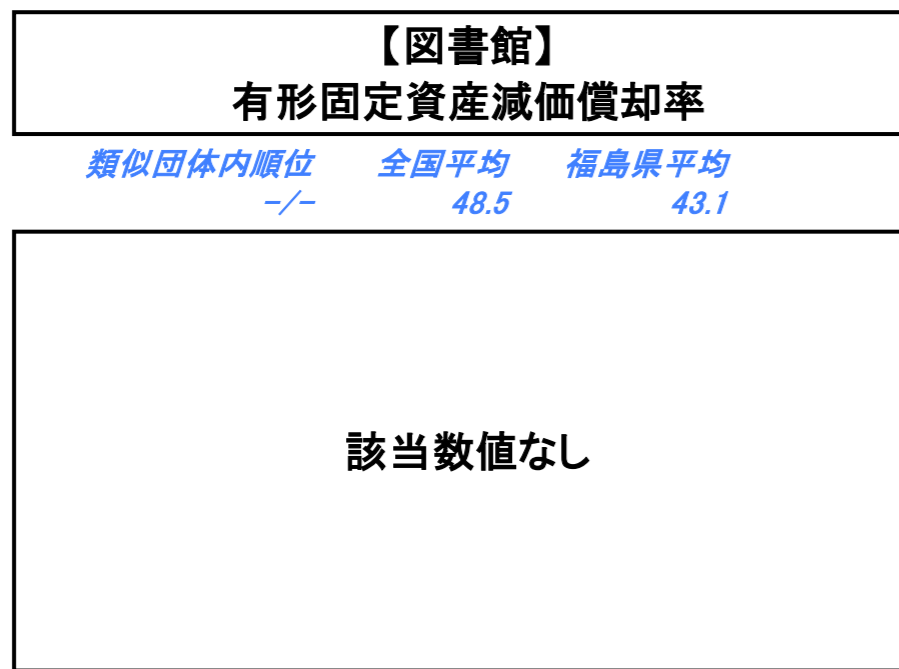 【図書館】
有形固定資産減価償却率
類似団体内順位 全国平均 福島県平均
-/- 48.5 43.1
該当数値なし